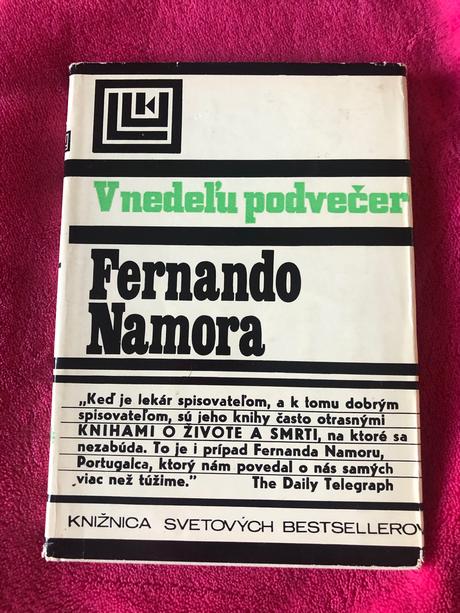 V nedeľu podvečer
Fernando
Namora
„Keď je lekár spisovateľom, a k tomu dobrým
spisovateľom, sú jeho knihy často otrasnými
KNIHAMI O ŽIVOTE A SMRTI, na ktoré sa
nezabúda. To je i prípad Fernanda Namoru,
Portugalca, ktorý nám povedal o nás samých
viac než túžime.“ The Daily Telegraph
KNIŽNICA SVETOVÝCH BESTSELLEROV